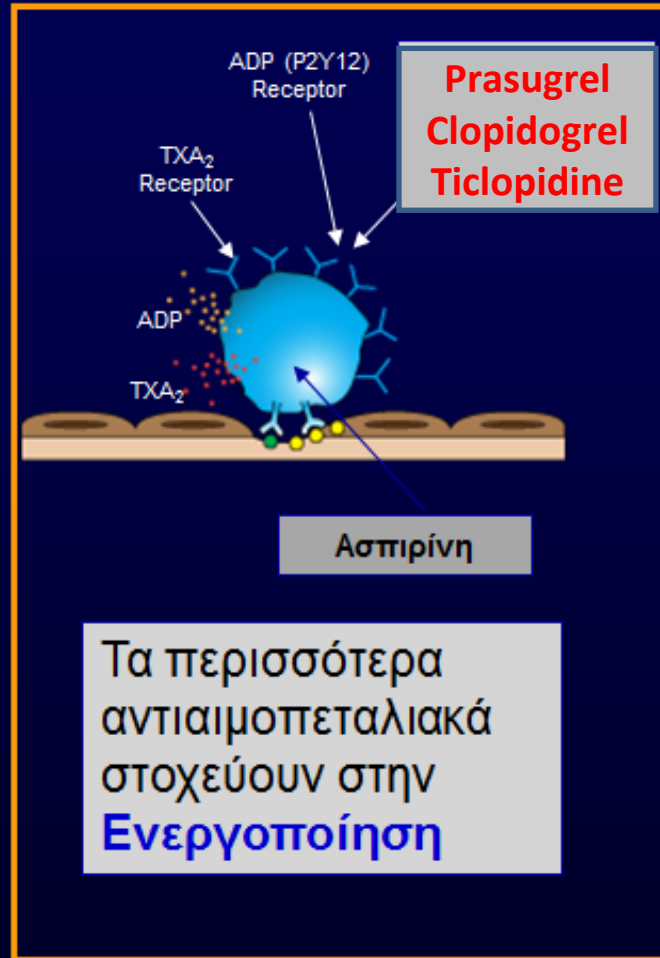 ADP (P2Y12)
Receptor
Prasugrel
Clopidogrel
Ticlopidine
TXA₂
Receptor
ADP
TXA₂
Ασπιρίνη
Τα περισσότερα
αντιαιμοπεταλιακά
στοχεύουν στην
Ενεργοποίηση